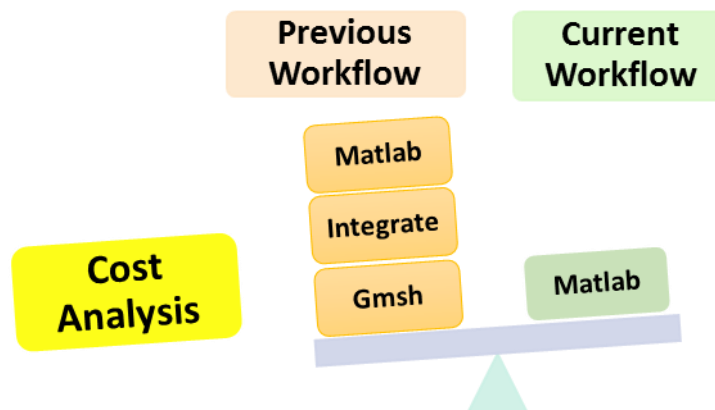 Previous
Workflow
Current
Workflow
Matlab
Integrate
Gmsh
Cost
Analysis
Matlab